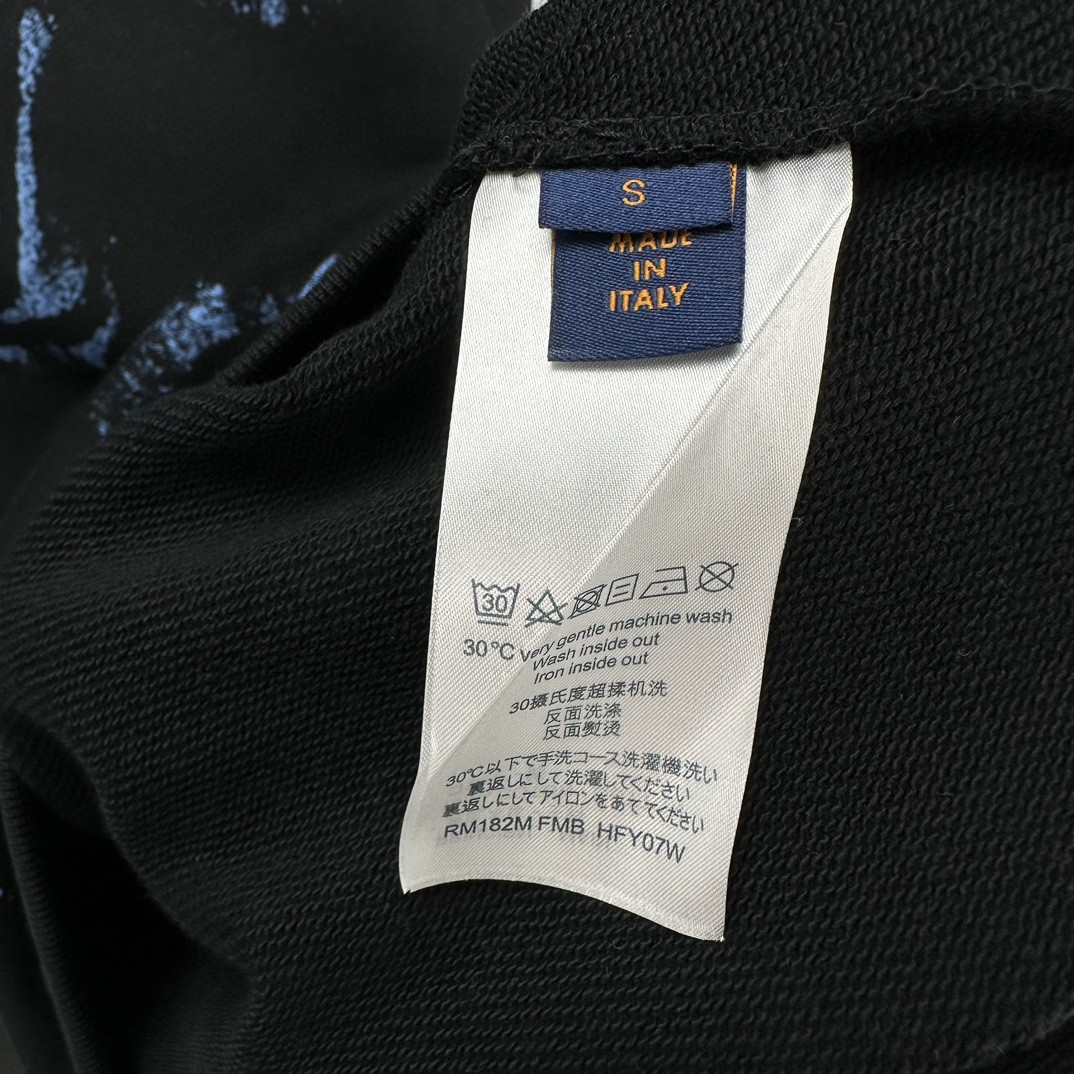 S
MADE
IN
ITALY
30
30°C Very gentle machine wash
Wash inside out
Iron inside out
30摄氏度超揉机洗
反面洗涤
反面熨烫
30℃以下で手洗コース洗濯機洗い
裏返しにして洗濯してください
裏返しにしてアイロンをあててください
RM182M FMB HFY07W